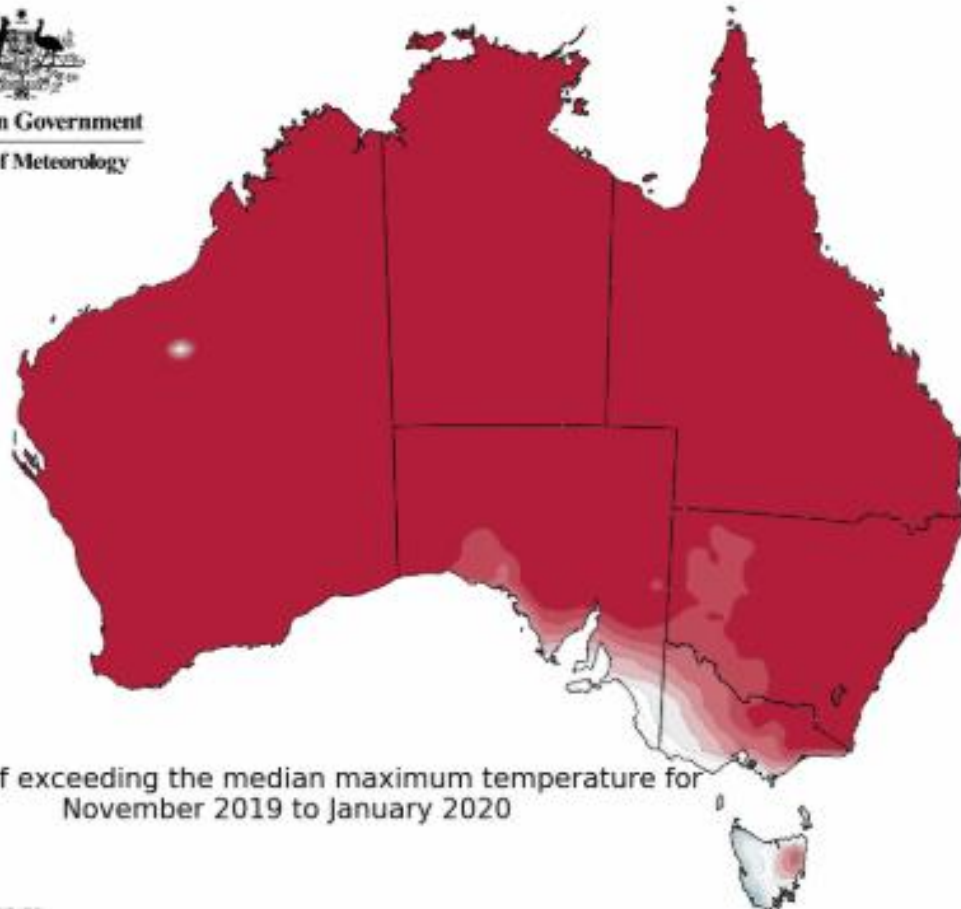 n Government
f Meteorology
f exceeding the median maximum temperature for
November 2019 to January 2020